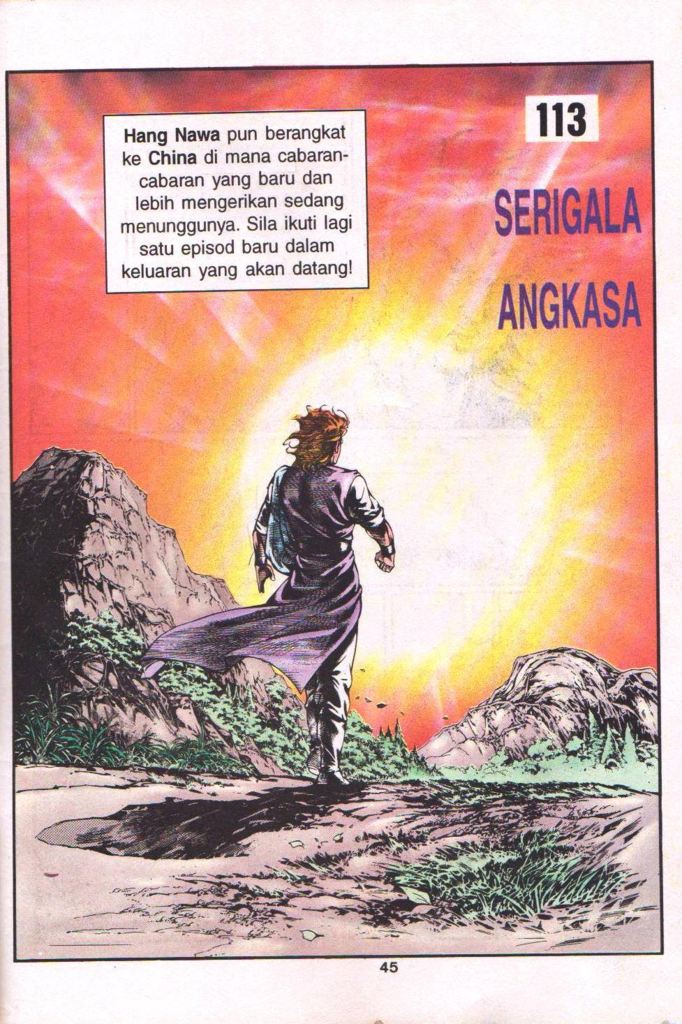 Hang Nawa pun berangkat
ke China di mana cabaran-
cabaran yang baru dan
lebih mengerikan sedang
menunggunya. Sila ikuti lagi
satu episod baru dalam
keluaran yang akan datang!
113
SERIGALA
ANGKASA
45